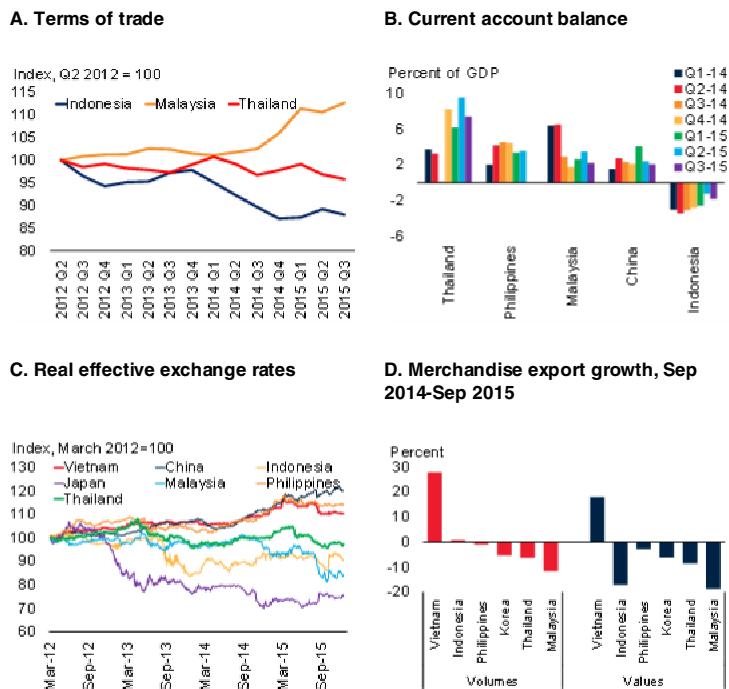 A. Terms of trade
Index, Q2 2012 = 100
115
110
105
100
95
90
85
80
Indonesia
Malaysia
Thailand
2012 Q2
2012 Q3
2012 Q4
2013 Q1
2013 Q2
2013 Q3
2013 Q4
2014 Q1
2014 Q2
2014 Q3
2014 Q4
2015 Q1
2015 Q2
2015 Q3
B. Current account balance
Percent of GDP
10
6
2
-2
-6
Q1-14
Q2-14
Q3-14
Q4-14
Q1-15
Q2-15
Q3-15
Thailand
Philippines
Malaysia
China
Indonesia
C. Real effective exchange rates
Index, March 2012=100
130
120
110
100
90
80
70
60
Vietnam
China
Indonesia
Japan
Malaysia
Philippines
Thailand
Mar-12
Sep-12
Mar-13
Sep-13
Mar-14
Sep-14
Mar-15
Sep-15
D. Merchandise export growth, Sep
2014-Sep 2015
Percent
30
20
10
0
-10
-20
Vietnam
Indonesia
Philippines
Korea
Thailand
Malaysia
Volumes
Vietnam
Indonesia
Philippines
Korea
Thailand
Malaysia
Values